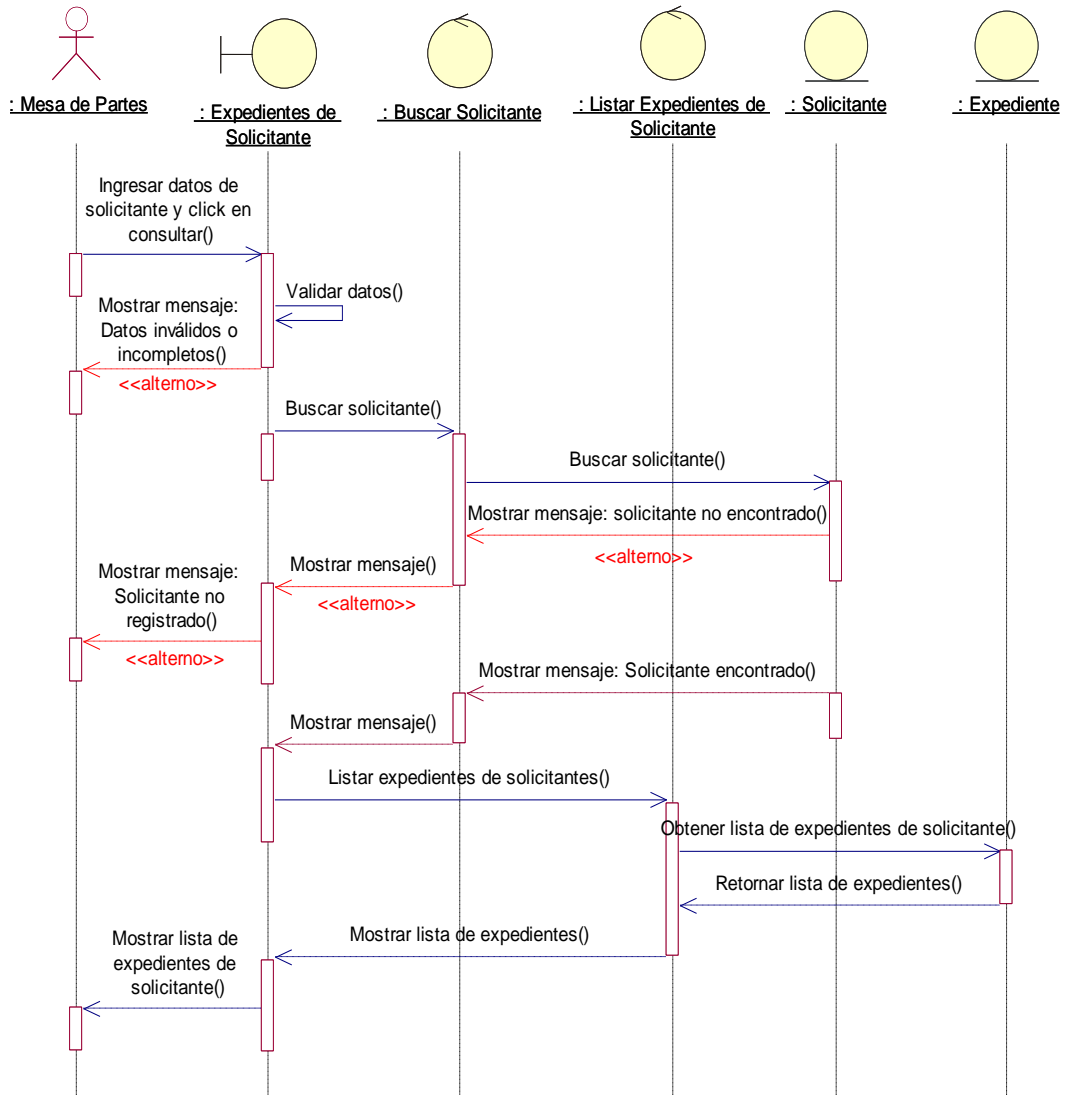 : Mesa de Partes
: Expedientes de
Solicitante
: Buscar Solicitante
: Listar Expedientes de
Solicitante
: Solicitante
: Expediente
Ingresar datos de
solicitante y click en
consultar()
Validar datos()
Mostrar mensaje:
Datos inválidos o
incompletos()
<<alterno>>
Buscar solicitante()
Buscar solicitante()
Mostrar mensaje: solicitante no encontrado()
<<alterno>>
Mostrar mensaje()
<<alterno>>
Mostrar mensaje:
Solicitante no
registrado()
<<alterno>>
Mostrar mensaje: Solicitante encontrado()
Mostrar mensaje()
Listar expedientes de solicitantes()
Obtener lista de expedientes de solicitante()
Retornar lista de expedientes()
Mostrar lista de expedientes()
Mostrar lista de
expedientes de
solicitante()